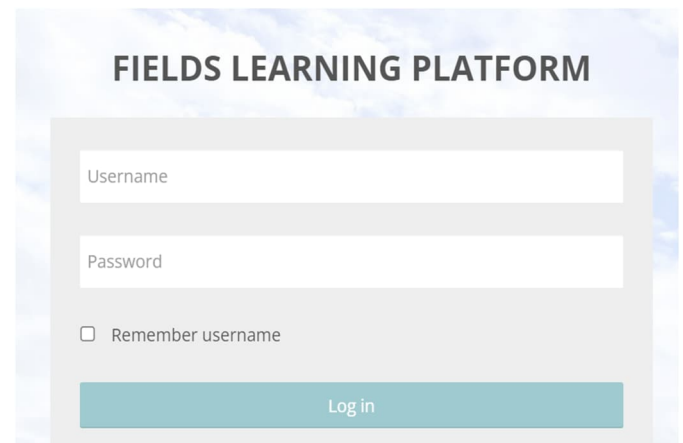 FIELDS LEARNING PLATFORM
Username
Password
Remember username
Log in